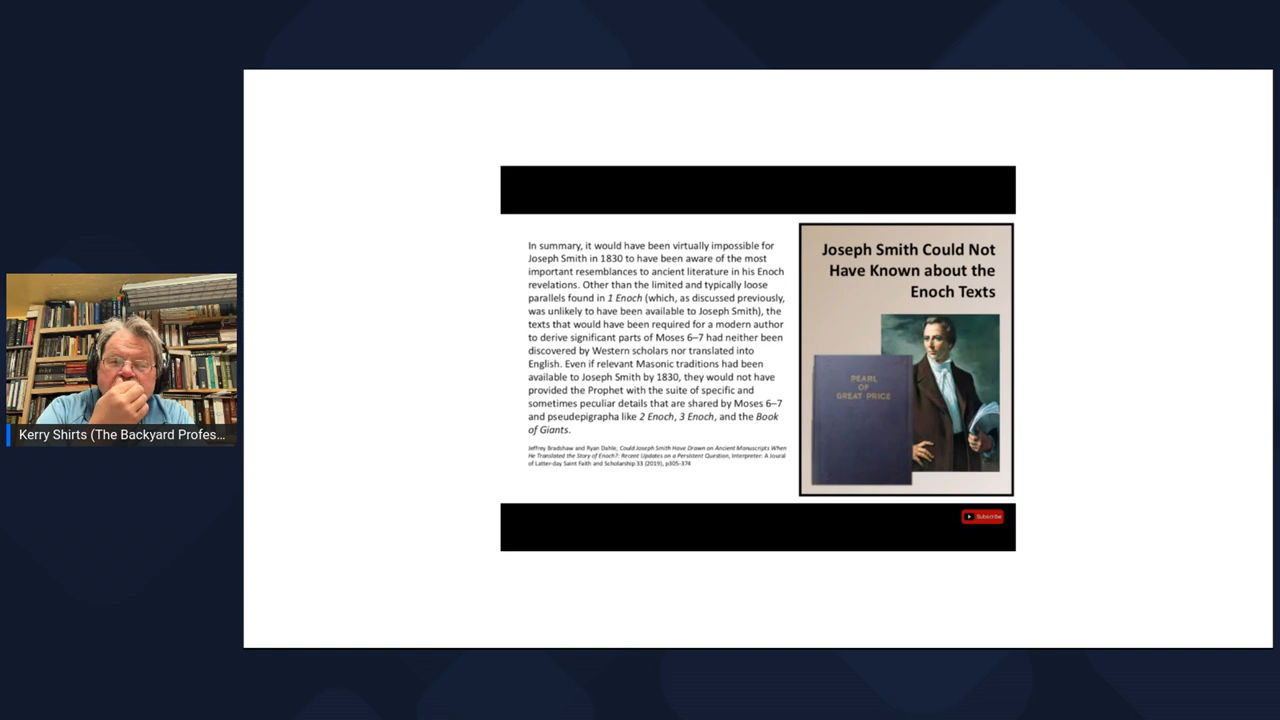 In summary, it would have been virtually impossible for
Joseph Smith in 1830 to have been aware of the most
important resemblances to ancient literature in his Enoch
revelations. Other than the limited and typically loose
parallels found in 1 Enoch (which, as discussed previously,
was unlikely to have been available to Joseph Smith), the
texts that would have been required for a modern author
to derive significant parts of Moses 6–7 had neither been
discovered by Western scholars nor translated into
English. Even if relevant Masonic traditions had been
available to Joseph Smith by 1830, they would not have
provided the Prophet with the suite of specific and
sometimes peculiar details that are shared by Moses 6–7
and pseudepigrapha like 2 Enoch, 3 Enoch, and the Book
of Giants.
Jeffrey Bradshaw and Ryan Dahle, Could Joseph Smith Have Drawn on Ancient Manuscripts When
He Translated the Story of Enoch?: Recent Updates on a Persistent Question, Interpreter: A Joural
of Latter-day Saint Faith and Scholarship 33 (2019), p305-374
Joseph Smith Could Not
Have Known about the
Enoch Texts
PEARL
OF
GREAT PRICE
Subscribe
Kerry Shirts (The Backyard Profes...